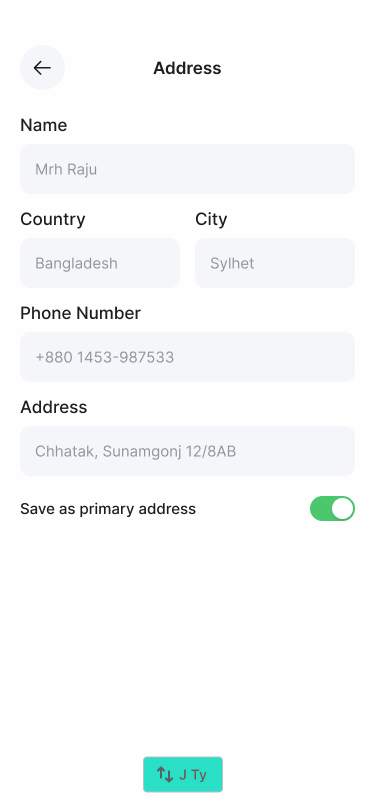 Address
Name
Mrh Raju
Country City
Bangladesh Sylhet
Phone Number
+880 1453-987533
Address
Chhatak, Sunamgonj 12/8AB
Save as primary address
J Ty